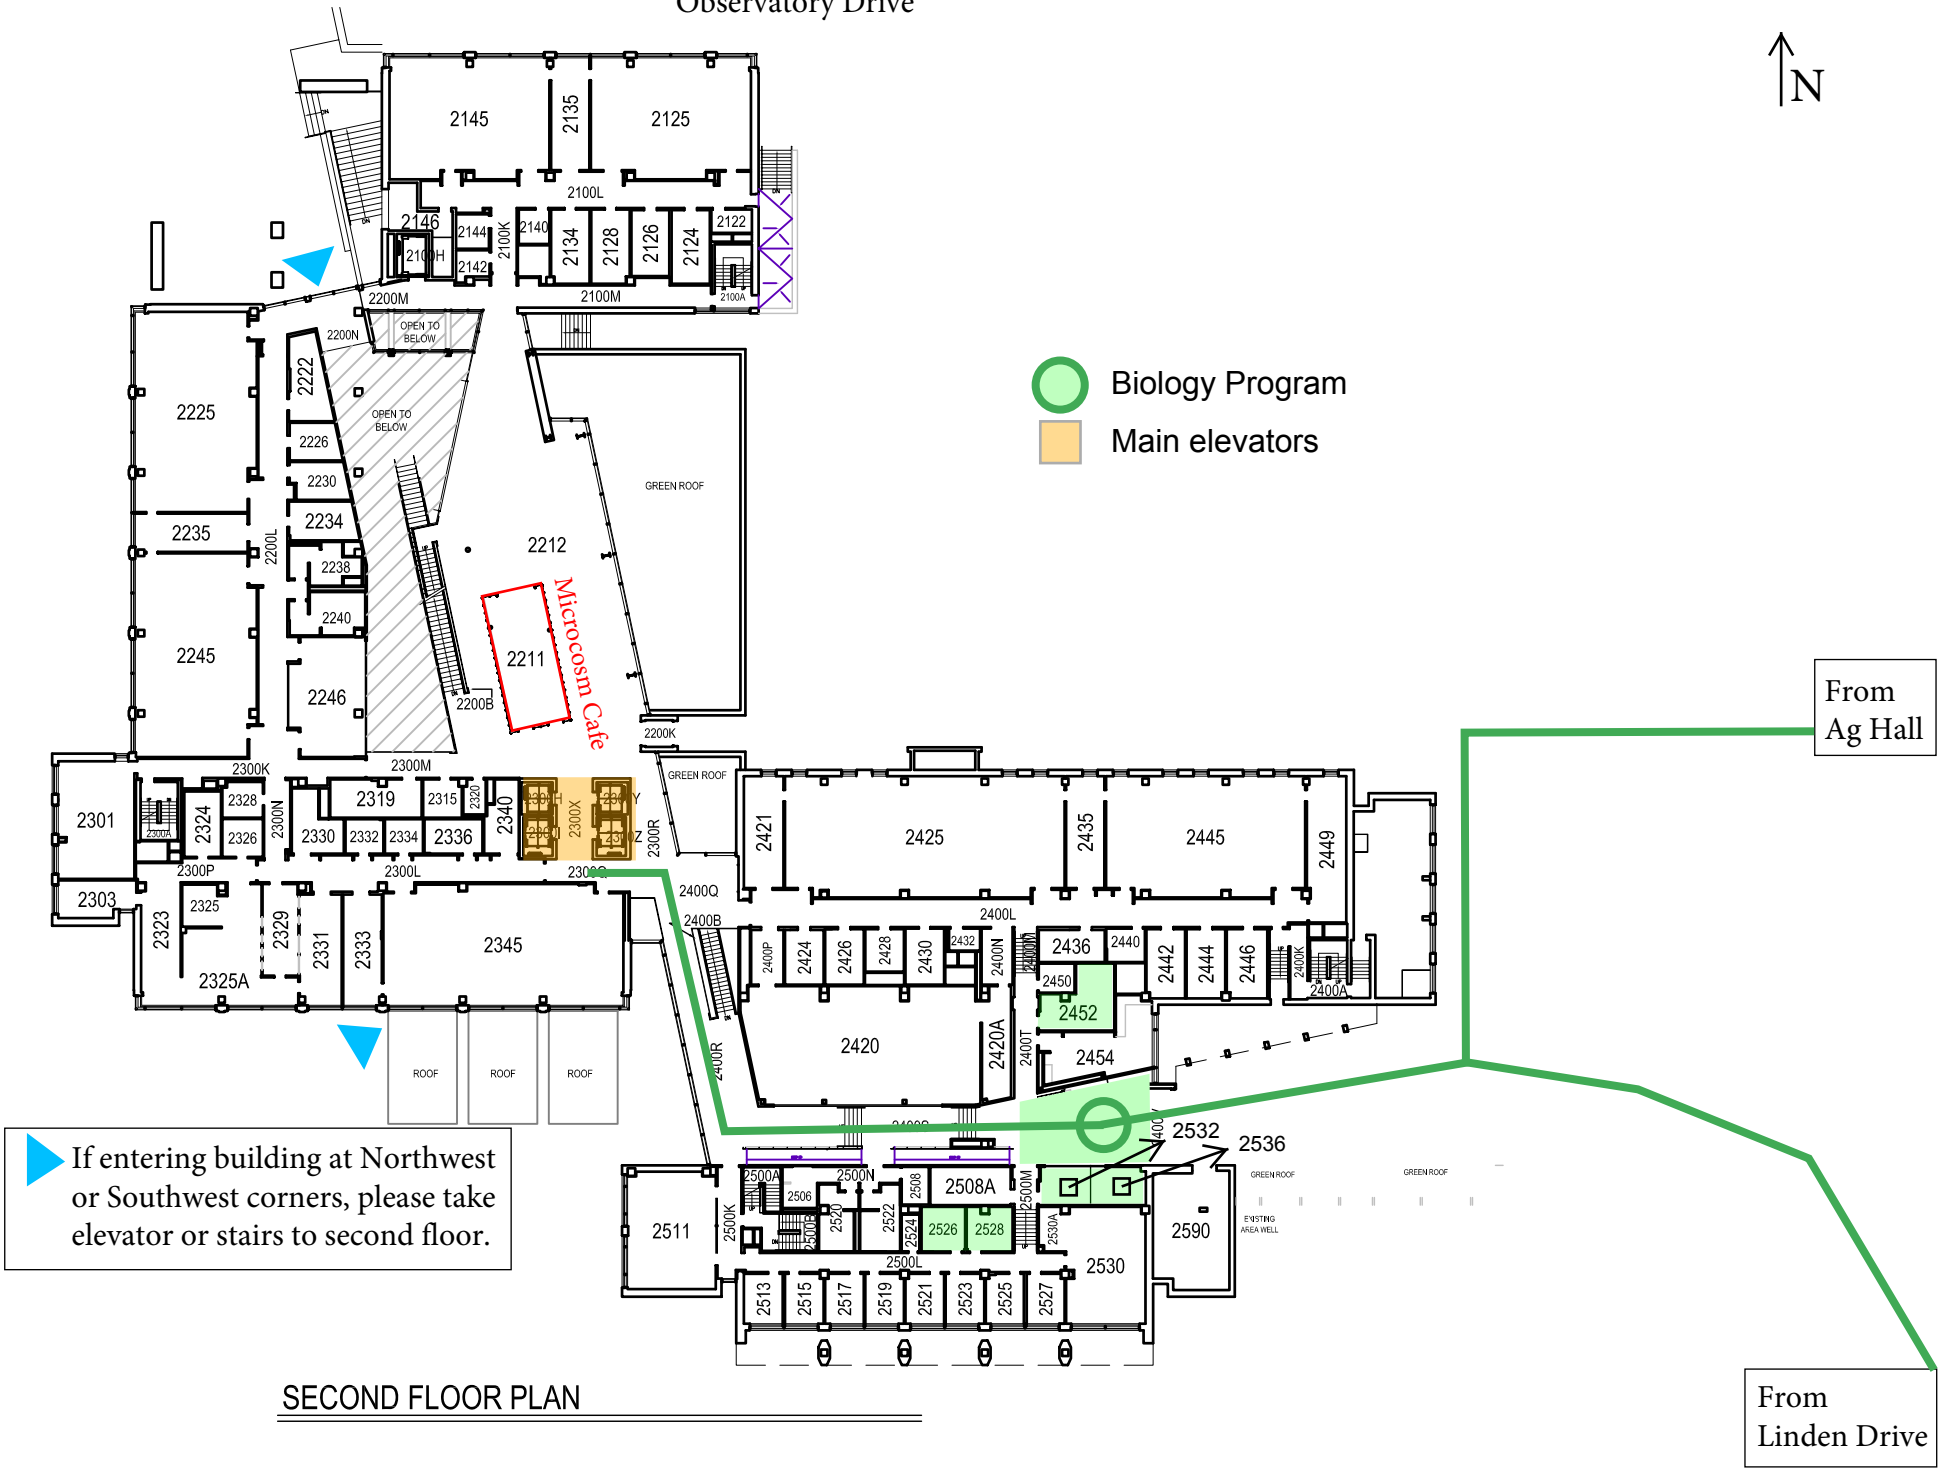 Observatory Drive
N
2145
2135
2125
2100L
2146
2144
2100K
2140
2134
2128
2126
2124
2122
2100H
2142
2100A
2200M
2100M
2200N
OPEN TO
BELOW
2222
OPEN TO
BELOW
2225
2226
2230
2234
2235
2200L
2238
2240
2245
2246
2212
GREEN ROOF
2211
Microcosm Cafe
2200B
2200K
Biology Program
Main elevators
From
Ag Hall
2300K
2300M
GREEN ROOF
2301
2300A
2324
2328
2326
2300N
2319
2315
2320
2340
2330
2332
2334
2336
2300X
2300R
2300P
2300L
2303
2323
2325
2329
2331
2333
2325A
2345
2400Q
2400B
2421
2425
2435
2445
2449
2400L
2400P
2424
2426
2428
2430
2432
2400N
2400M
2436
2440
2442
2444
2446
2400K
2400A
2450
2452
2420
2420A
2400T
2454
2400R
ROOF
ROOF
ROOF
2532
2536
If entering building at Northwest
or Southwest corners, please take
elevator or stairs to second floor.
2500A
2506
2500N
2508
2508A
2500M
2511
2500K
2500B
2520
2522
2524
2526
2528
2530A
2530
2590
2500L
2513
2515
2517
2519
2521
2523
2525
2527
GREEN ROOF
GREEN ROOF
EXISTING
AREA WELL
SECOND FLOOR PLAN
From
Linden Drive